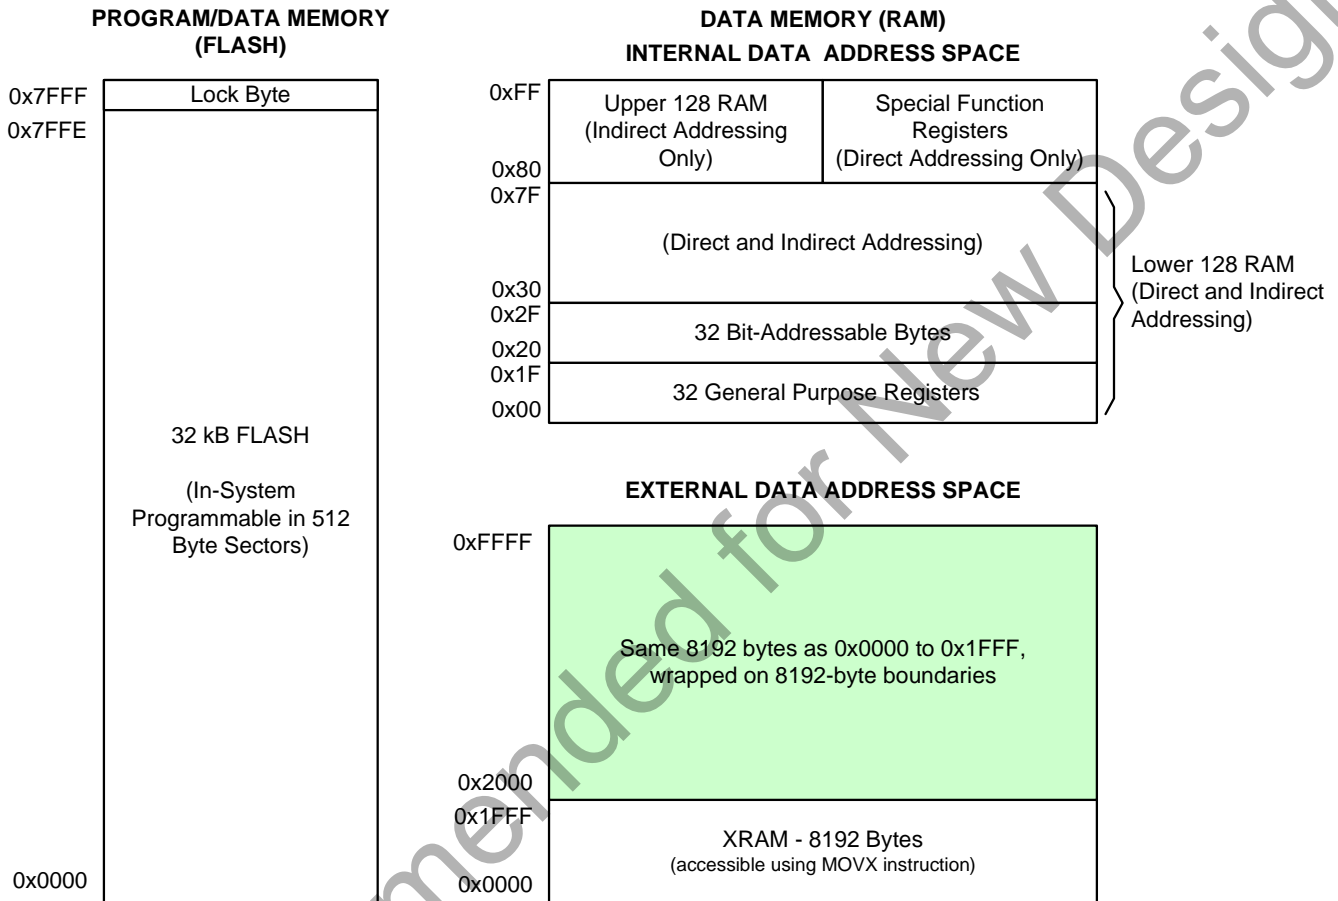 PROGRAM/DATA MEMORY
(FLASH)
0x7FFF
Lock Byte
0x7FFE
32 kB FLASH
(In-System
Programmable in 512
Byte Sectors)
0x0000
DATA MEMORY (RAM)
INTERNAL DATA ADDRESS SPACE
0xFF
Upper 128 RAM
(Indirect Addressing
Only)
0x80
Special Function
Registers
(Direct Addressing Only)
0x7F
(Direct and Indirect Addressing)
0x30
0x2F
32 Bit-Addressable Bytes
0x20
0x1F
32 General Purpose Registers
0x00
Lower 128 RAM
(Direct and Indirect
Addressing)
EXTERNAL DATA ADDRESS SPACE
0xFFFF
Same 8192 bytes as 0x0000 to 0x1FFF,
wrapped on 8192-byte boundaries
0x2000
0x1FFF
XRAM - 8192 Bytes
(accessible using MOVX instruction)
0x0000
mended for New Desig